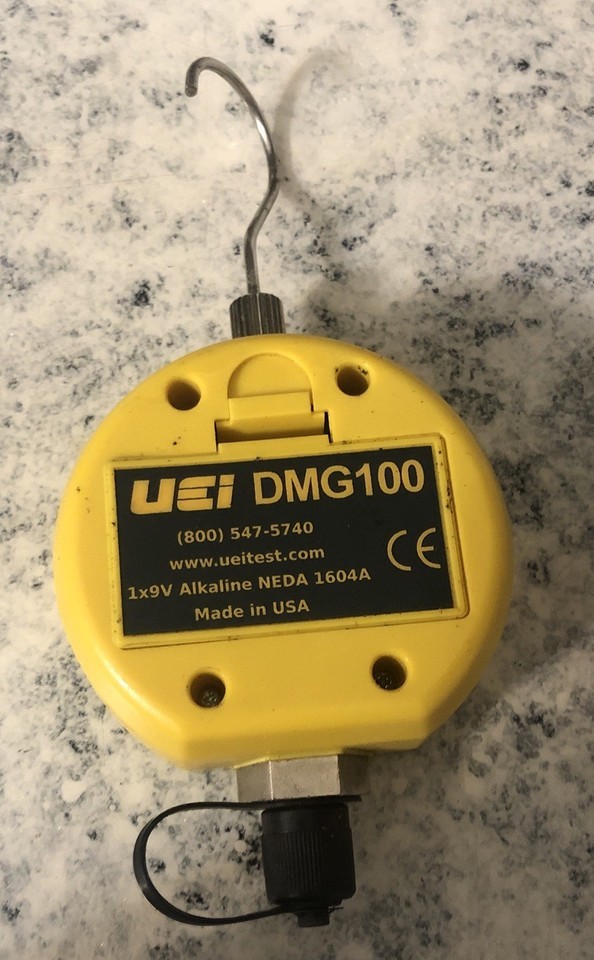 UEi DMG100
(800) 547-5740
www.ueitest.com
1x9V Alkaline NEDA 1604A
Made in USA
CE